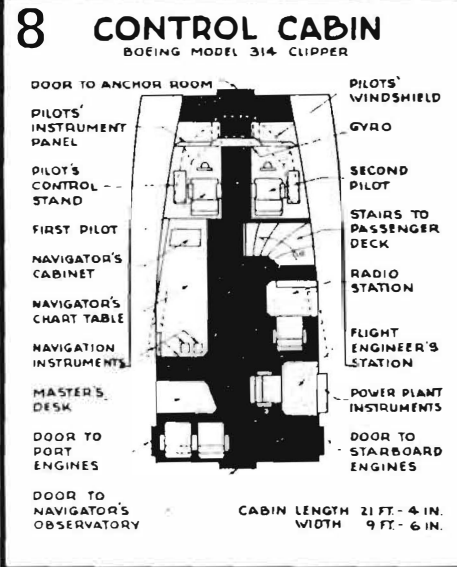 8 CONTROL CABIN
BOEING MODEL 314 CLIPPER
DOOR TO ANCHOR ROOM
PILOTS'
INSTRUMENT
PANEL
PILOT'S
CONTROL
STAND
FIRST PILOT
NAVIGATOR'S
CABINET
NAVIGATOR'S
CHART TABLE
NAVIGATION
INSTRUMENTS
MASTER'S
DESK
DOOR TO
PORT
ENGINES
DOOR TO
NAVIGATOR'S
OBSERVATORY
PILOTS'
WINDSHIELD
GYRO
SECOND
PILOT
STAIRS TO
PASSENGER
DECK
RADIO
STATION
FLIGHT
ENGINEER'S
STATION
POWER PLANT
INSTRUMENTS
DOOR TO
STARBOARD
ENGINES
CABIN LENGTH 21 FT.- 4 IN.
WIDTH 9 FT.- 6 IN.